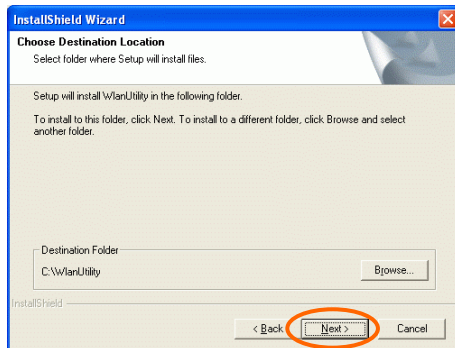 InstallShield Wizard
Choose Destination Location
Select folder where Setup will install files.
Setup will install WlanUtility in the following folder.
To install to this folder, click Next. To install to a different folder, click Browse and select
another folder.
Destination Folder
C:\WlanUtility
Browse...
InstallShield
< Back
Next >
Cancel